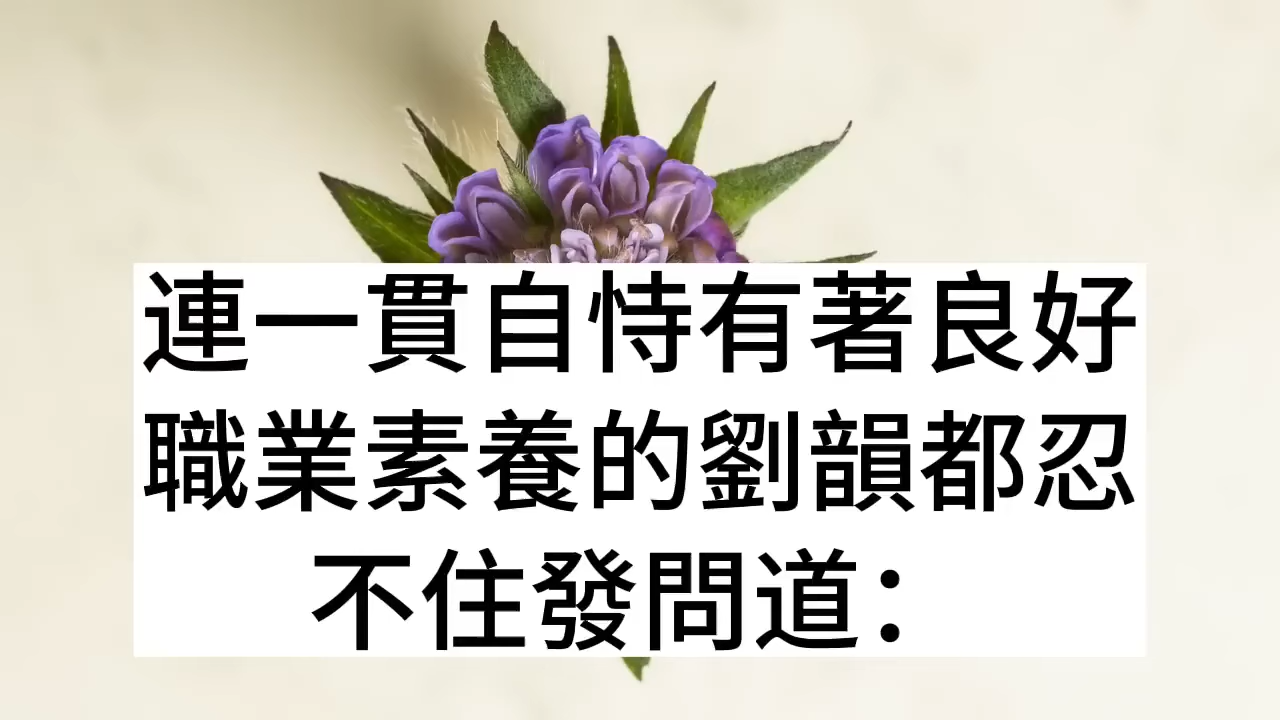 連一貫自恃有著良好
職業素養的劉韻都忍
不住發問道：